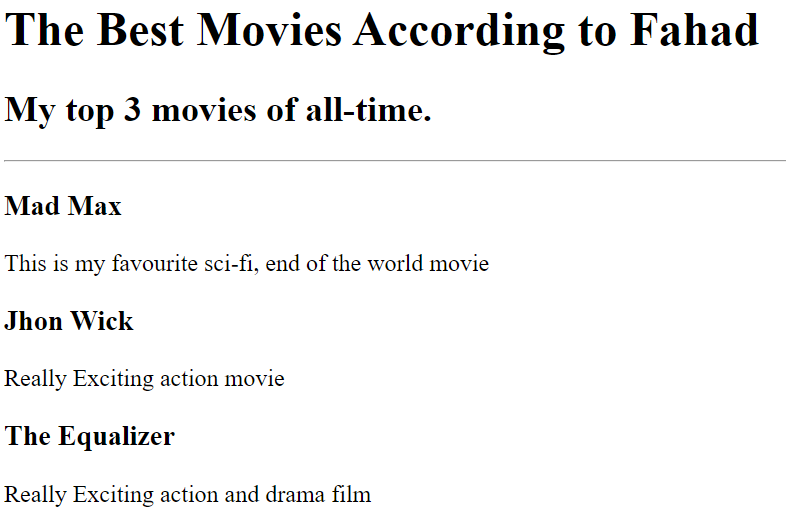 The Best Movies According to Fahad
My top 3 movies of all-time.
Mad Max
This is my favourite sci-fi, end of the world movie
Jhon Wick
Really Exciting action movie
The Equalizer
Really Exciting action and drama film